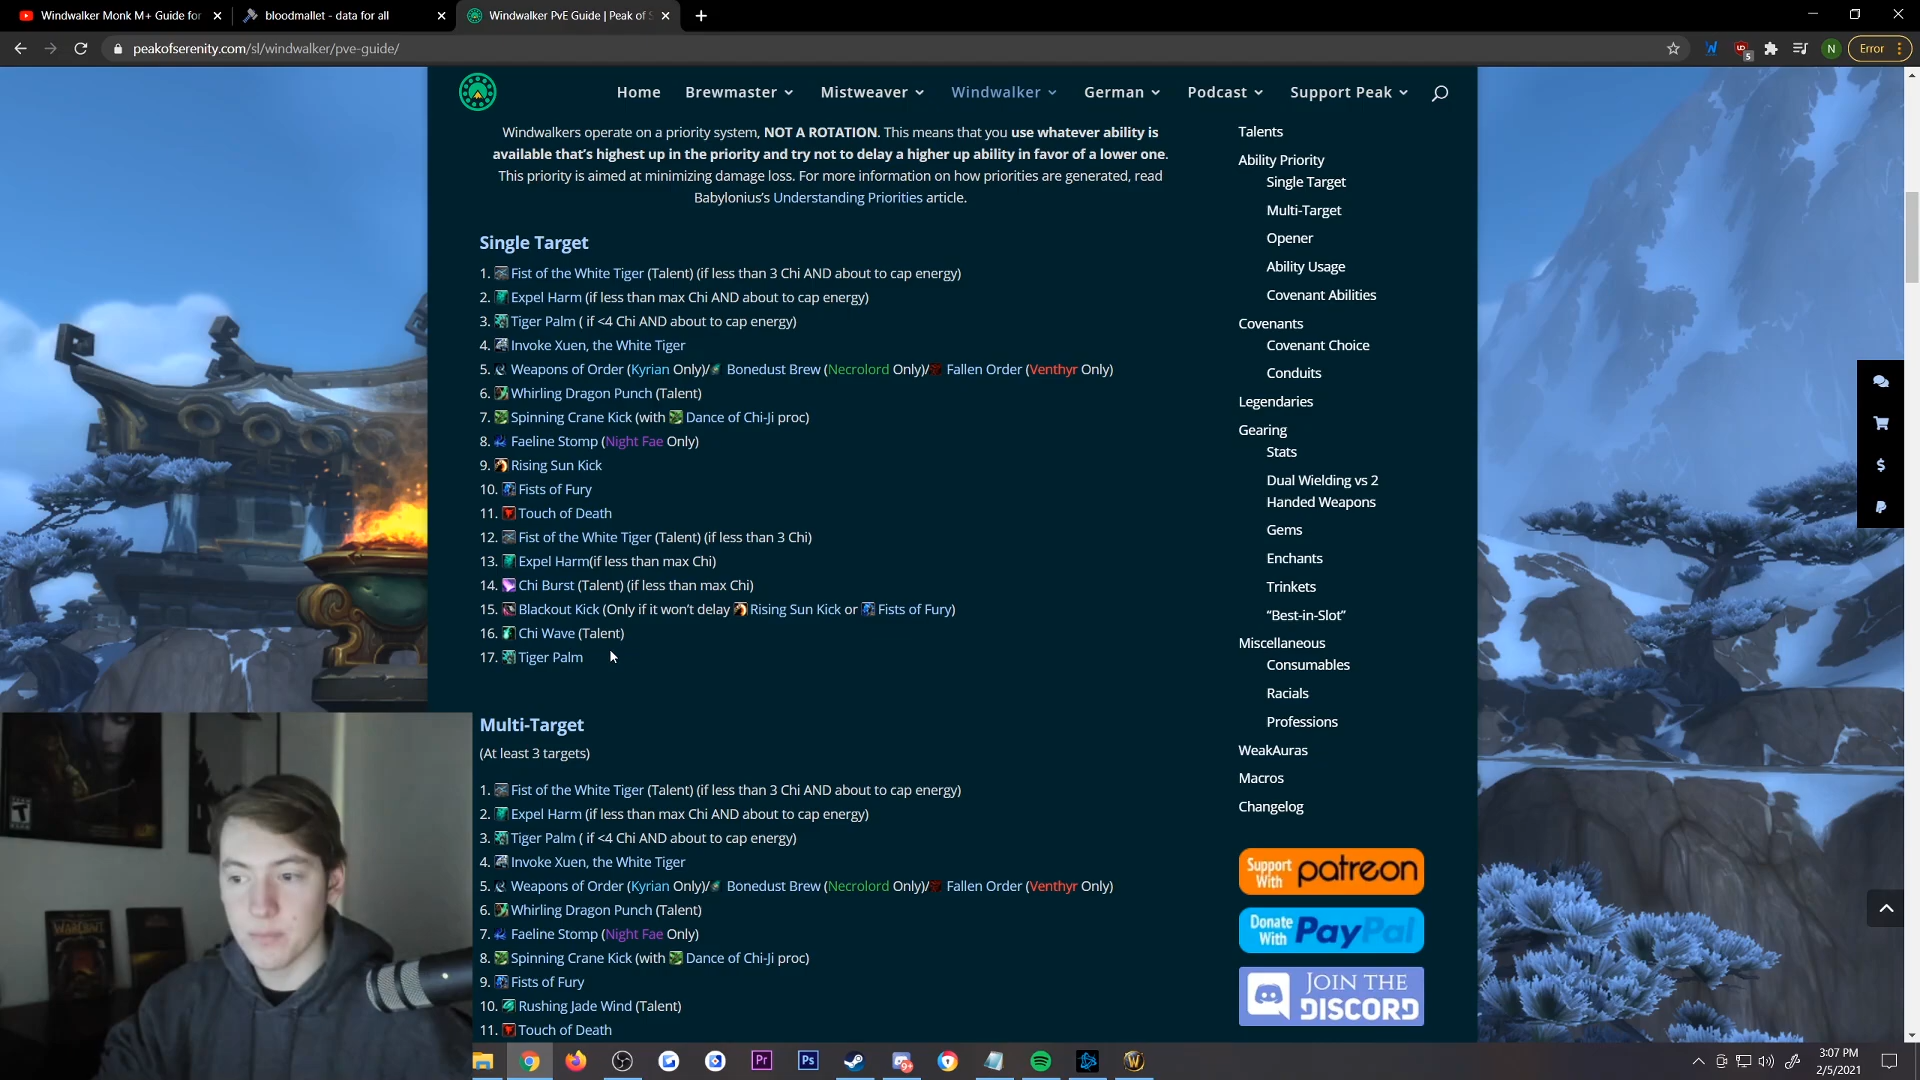 Windwalker Monk M+ Guide for
bloodmallet - data for all
Windwalker PvE Guide | Peak of S
peakofserenity.com/sl/windwalker/pve-guide/
5
N
Error
Home
Brewmaster
Mistweaver
Windwalker
German
Podcast
Support Peak
Windwalkers operate on a priority system, NOT A ROTATION. This means that you use whatever ability is
available that's highest up in the priority and try not to delay a higher up ability in favor of a lower one.
This priority is aimed at minimizing damage loss. For more information on how priorities are generated, read
Babylonius's Understanding Priorities article.
Single Target
1. Fist of the White Tiger (Talent) (if less than 3 Chi AND about to cap energy)
2. Expel Harm (if less than max Chi AND about to cap energy)
3. Tiger Palm ( if <4 Chi AND about to cap energy)
4. Invoke Xuen, the White Tiger
5. Weapons of Order (Kyrian Only)/ Bonedust Brew (Necrolord Only)/ Fallen Order (Venthyr Only)
6. Whirling Dragon Punch (Talent)
7. Spinning Crane Kick (with Dance of Chi-Ji proc)
8. Faeline Stomp (Night Fae Only)
9. Rising Sun Kick
10. Fists of Fury
11. Touch of Death
12. Fist of the White Tiger (Talent) (if less than 3 Chi)
13. Expel Harm(if less than max Chi)
14. Chi Burst (Talent) (if less than max Chi)
15. Blackout Kick (Only if it won't delay Rising Sun Kick or Fists of Fury)
16. Chi Wave (Talent)
17. Tiger Palm
Multi-Target
(At least 3 targets)
1. Fist of the White Tiger (Talent) (if less than 3 Chi AND about to cap energy)
2. Expel Harm (if less than max Chi AND about to cap energy)
3. Tiger Palm ( if <4 Chi AND about to cap energy)
4. Invoke Xuen, the White Tiger
5. Weapons of Order (Kyrian Only)/ Bonedust Brew (Necrolord Only)/ Fallen Order (Venthyr Only)
6. Whirling Dragon Punch (Talent)
7. Faeline Stomp (Night Fae Only)
8. Spinning Crane Kick (with Dance of Chi-Ji proc)
9. Fists of Fury
10. Rushing Jade Wind (Talent)
11. Touch of Death
Talents
Ability Priority
Single Target
Multi-Target
Opener
Ability Usage
Covenant Abilities
Covenants
Covenant Choice
Conduits
Legendaries
Gearing
Stats
Dual Wielding vs 2
Handed Weapons
Gems
Enchants
Trinkets
"Best-in-Slot"
Miscellaneous
Consumables
Racials
Professions
WeakAuras
Macros
Changelog
Support
With patreon
Donate
With PayPal
JOIN THE
DISCORD
Pr
Ps
3:07 PM
2/5/2021